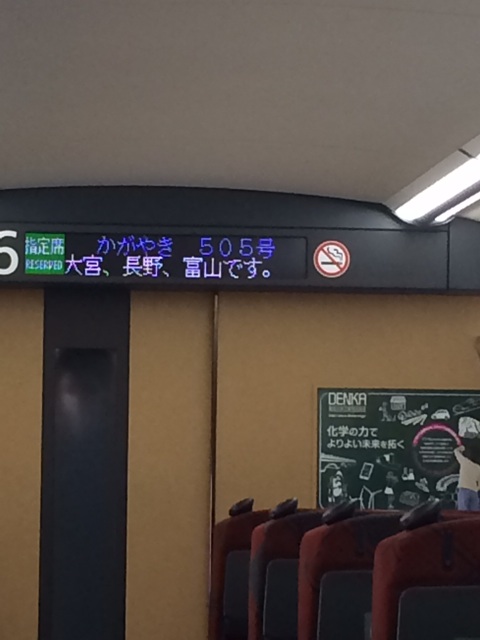 6
指定席
RESERVED
かがやき 505号
大宮、長野、富山です。
DENKA
化学の力で
よりよい未来を拓く